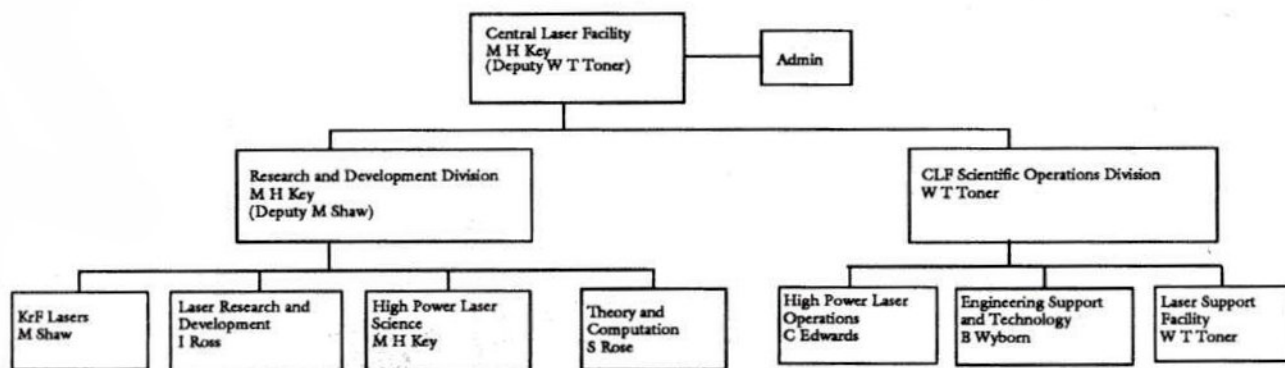 Central Laser Facility
M H Key
(Deputy W T Toner)
Admin
Research and Development Division
M H Key
(Deputy M Shaw)
CLF Scientific Operations Division
W T Toner
KrF Lasers
M Shaw
Laser Research and
Development
I Ross
High Power Laser
Science
M H Key
Theory and
Computation
S Rose
High Power Laser
Operations
C Edwards
Engineering Support
and Technology
B Wyborn
Laser Support
Facility
W T Toner